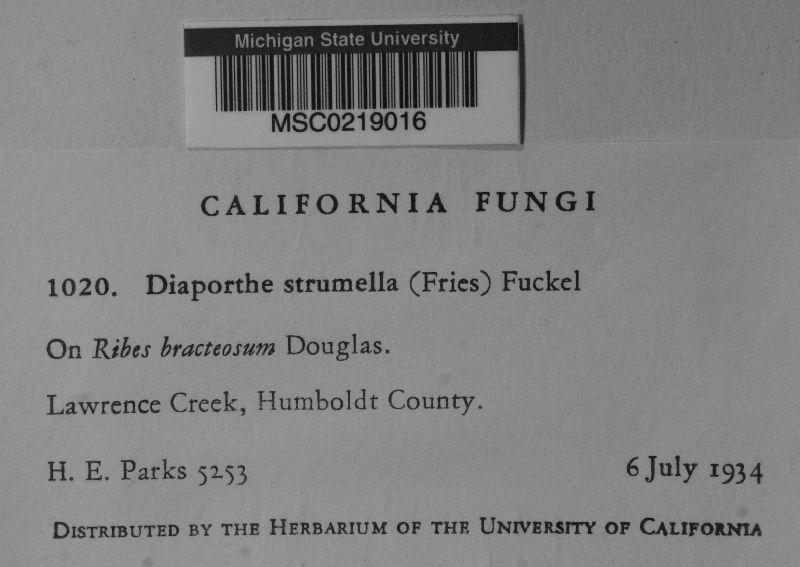 Michigan State University
MSC0219016
CALIFORNIA FUNGI
1020. Diaporthe strumella (Fries) Fuckel
On Ribes bracteosum Douglas.
Lawrence Creek, Humboldt County.
H. E. Parks 5253 6 July 1934
DISTRIBUTED BY THE HERBARIUM OF THE UNIVERSITY OF CALIFORNIA